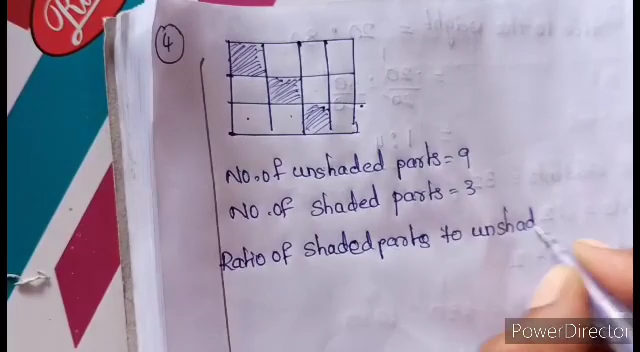 4
No. of unshaded parts = 9
No. of shaded parts = 3
Ratio of shaded parts to unshad
PowerDirector